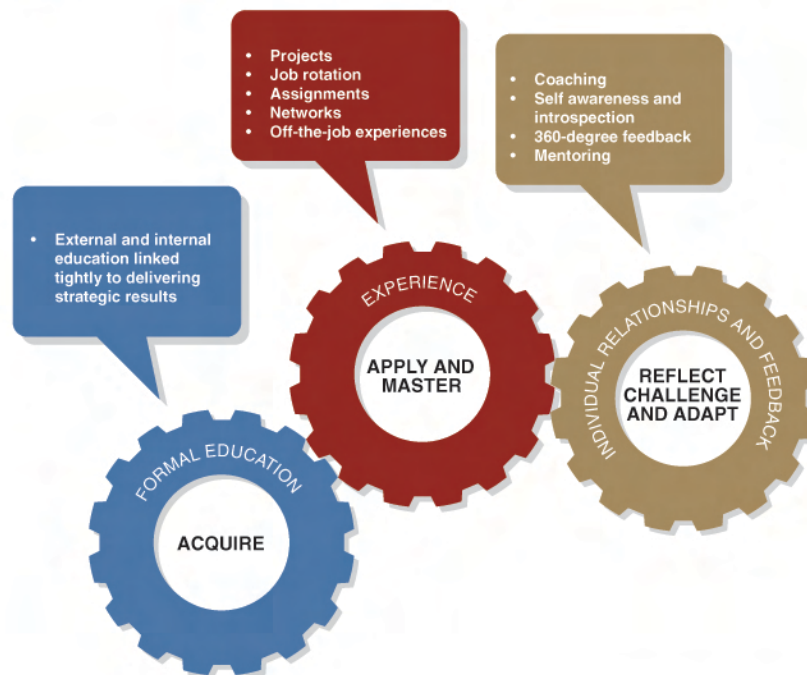 • Projects
• Job rotation
• Assignments
• Networks
• Off-the-job experiences
• Coaching
• Self awareness and
introspection
• 360-degree feedback
• Mentoring
• External and internal
education linked
tightly to delivering
strategic results
EXPERIENCE
APPLY AND
MASTER
INDIVIDUAL RELATIONSHIPS AND FEEDBACK
REFLECT
CHALLENGE
AND ADAPT
FORMAL EDUCATION
ACQUIRE